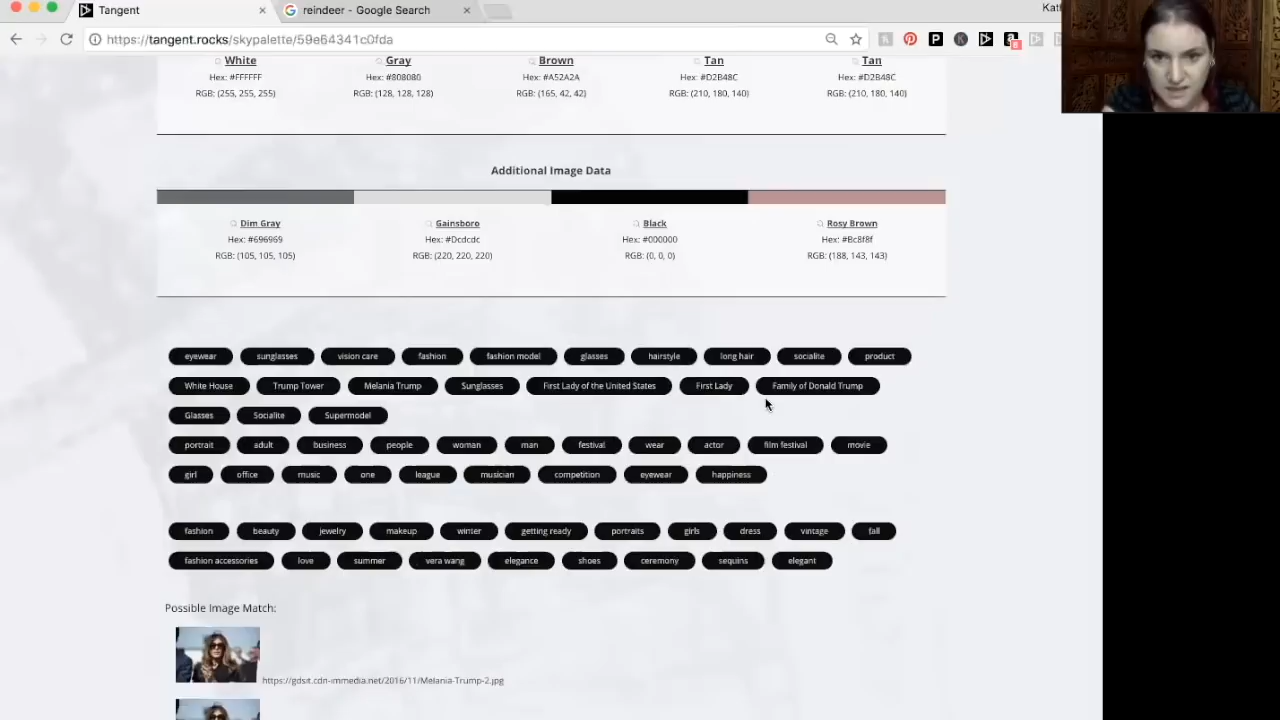 Tangent
reindeer - Google Search
Kath
https://tangent.rocks/skypalette/59e64341c0fda
White Gray Brown Tan Tan
Hex: #FFFFFF Hex: #808080 Hex: #A52A2A Hex: #D2B48C Hex: #D2B48C
RGB: (255, 255, 255) RGB: (128, 128, 128) RGB: (165, 42, 42) RGB: (210, 180, 140) RGB: (210, 180, 140)
Additional Image Data
Dim Gray Gainsboro Black Rosy Brown
Hex: #696969 Hex: #Dcdcdc Hex: #000000 Hex: #Bc8f8f
RGB: (105, 105, 105) RGB: (220, 220, 220) RGB: (0, 0, 0) RGB: (188, 143, 143)
eyewear sunglasses vision care fashion fashion model glasses hairstyle long hair socialite product
White House Trump Tower Melania Trump Sunglasses First Lady of the United States First Lady Family of Donald Trump
Glasses Socialite Supermodel
portrait adult business people woman man festival wear actor film festival movie
girl office music one league musician competition eyewear happiness
fashion beauty jewelry makeup winter getting ready portraits girls dress vintage fall
fashion accessories love summer vera wang elegance shoes ceremony sequins elegant
Possible Image Match:
https://gdsit.cdn-immedia.net/2016/11/Melania-Trump-2.jpg